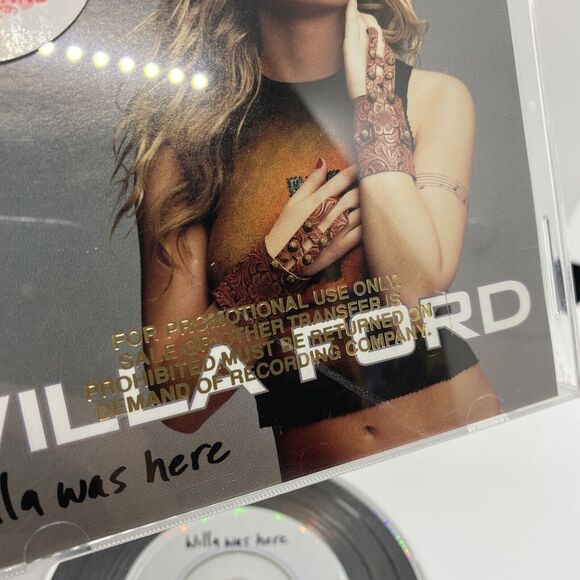 FOR PROMOTIONAL USE ONLY.
SALE OR OTHER TRANSFER IS
PROHIBITED. MUST BE RETURNED ON
DEMAND OF RECORDING COMPANY.
VILLA FORD
lla was here
Willa was here